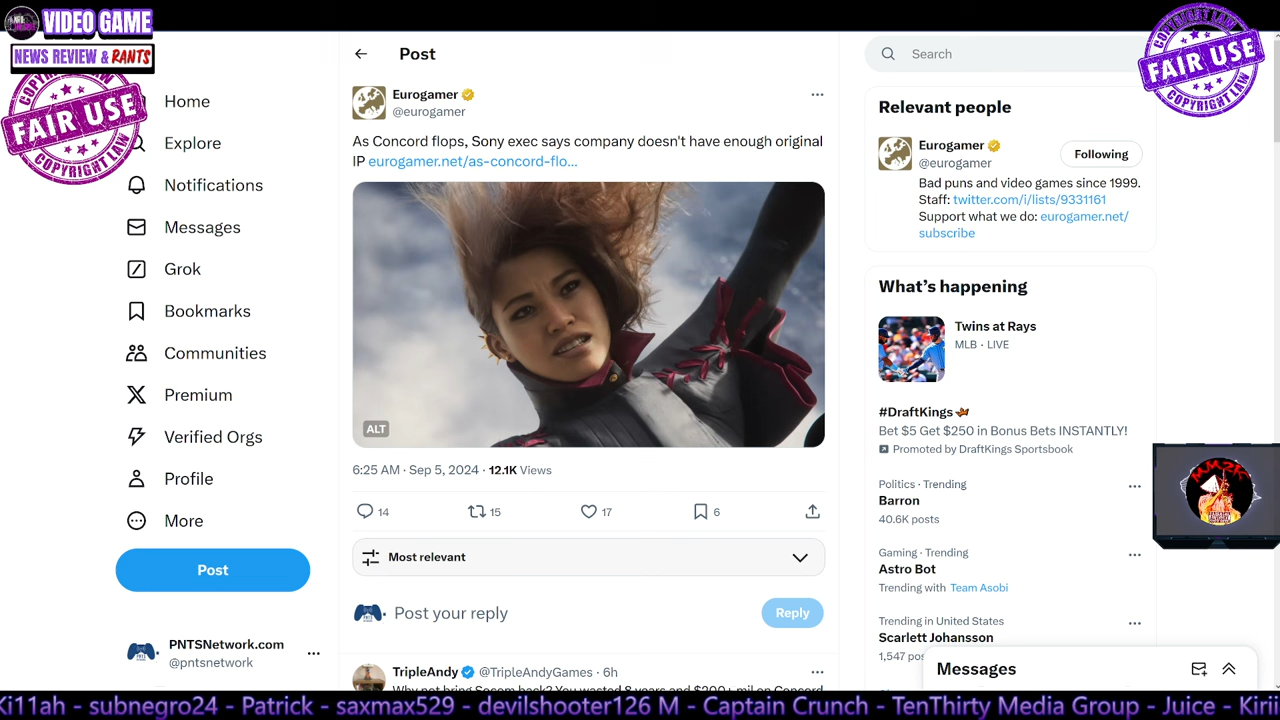 VIDEO GAME
NEWS REVIEW & RANTS
COPYRIGHT LAW
FAIR USE
COPYRIGHT LAW
Home
Explore
Notifications
Messages
Grok
Bookmarks
Communities
Premium
Verified Orgs
Profile
More
Post
PNTSNetwork.com
@pntsnetwork
Post
Eurogamer
@eurogamer
As Concord flops, Sony exec says company doesn't have enough original
IP eurogamer.net/as-concord-flo...
ALT
6:25 AM · Sep 5, 2024 · 12.1K Views
14 15 17 6
Most relevant
Post your reply
Reply
TripleAndy @TripleAndyGames · 6h
Why not bring Socom back? You wasted 8 years and $200+ mil on Concord
Search
COPYRIGHT LAW
FAIR USE
COPYRIGHT LAW
Relevant people
Eurogamer
@eurogamer
Following
Bad puns and video games since 1999.
Staff: twitter.com/i/lists/9331161
Support what we do: eurogamer.net/
subscribe
What's happening
Twins at Rays
MLB · LIVE
#DraftKings
Bet $5 Get $250 in Bonus Bets INSTANTLY!
Promoted by DraftKings Sportsbook
Politics · Trending
Barron
40.6K posts
Gaming · Trending
Astro Bot
Trending with Team Asobi
Trending in United States
Scarlett Johansson
1,547 pos
Messages
MM2K
Ki11ah - subnegro24 - Patrick - saxmax529 - devilshooter126 M - Captain Crunch - TenThirty Media Group - Juice - Kirii